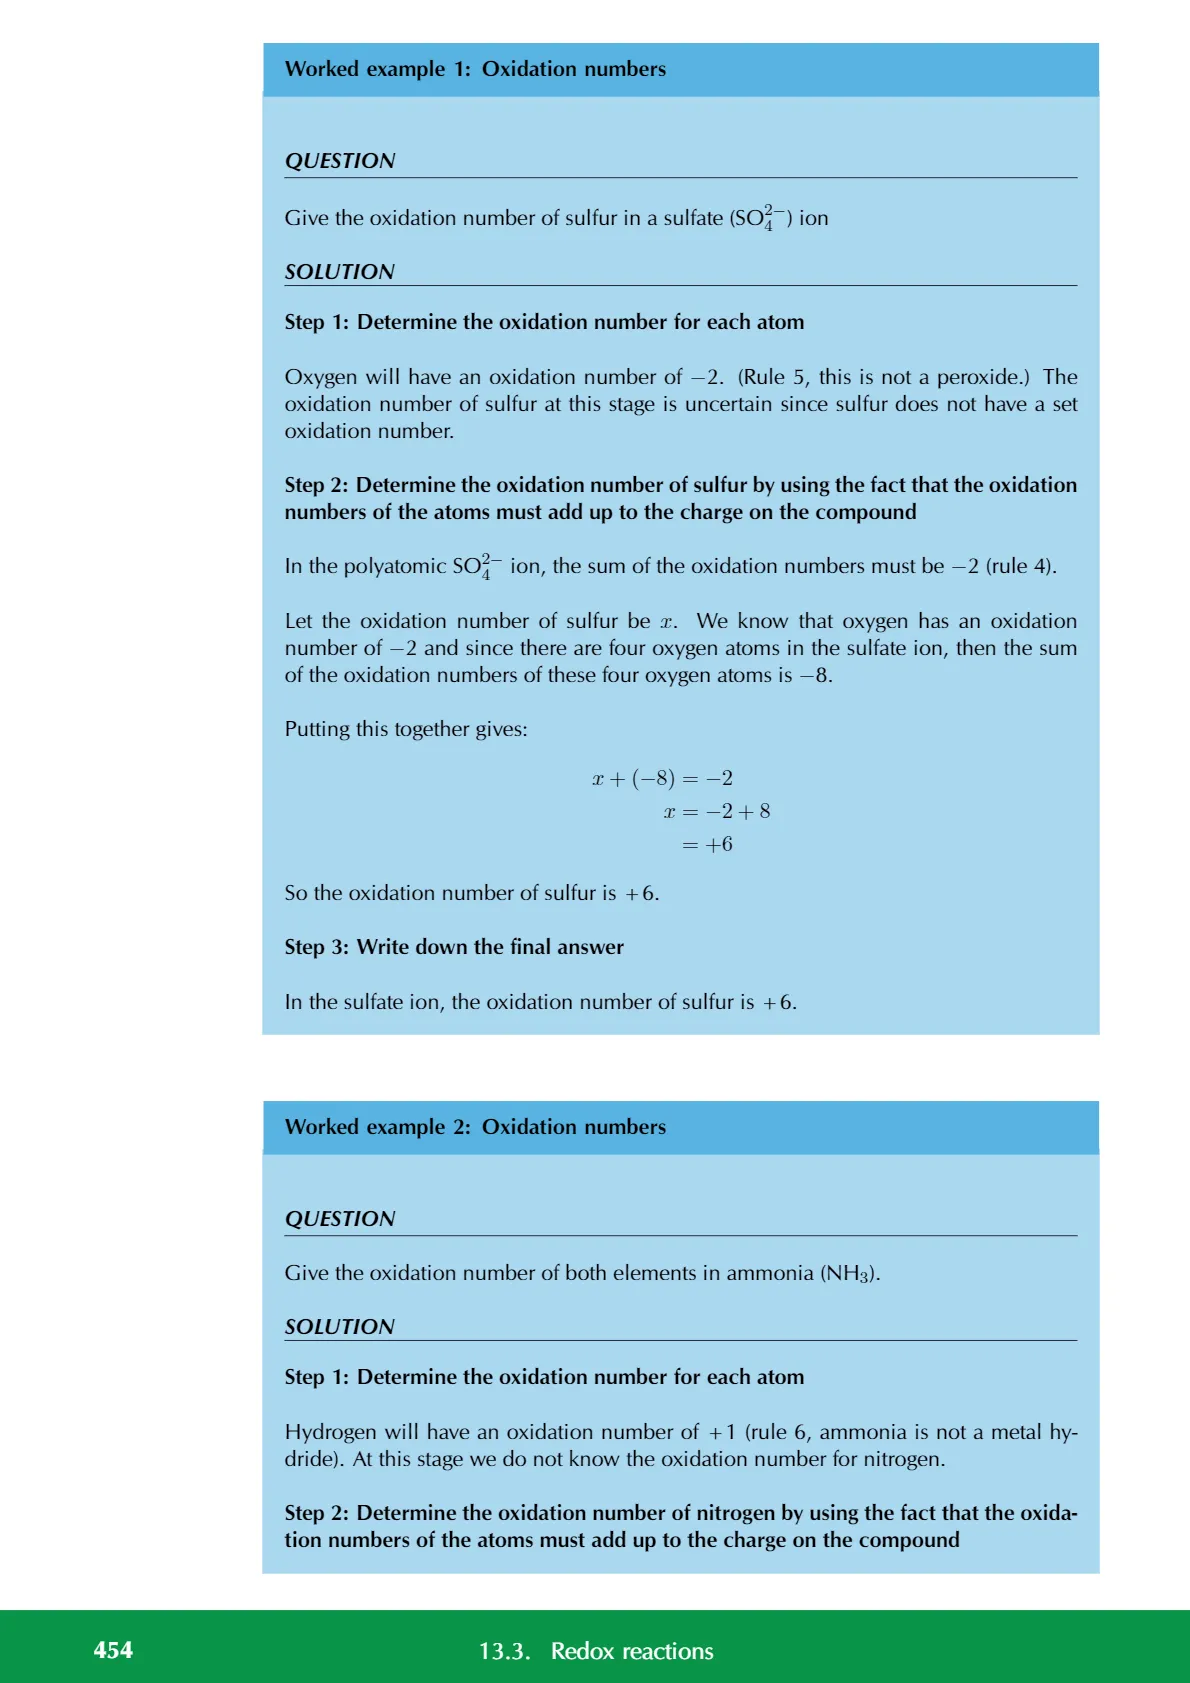 Worked example 1: Oxidation numbers
QUESTION
Give the oxidation number of sulfur in a sulfate (SO₄²⁻) ion
SOLUTION
Step 1: Determine the oxidation number for each atom
Oxygen will have an oxidation number of −2. (Rule 5, this is not a peroxide.) The
oxidation number of sulfur at this stage is uncertain since sulfur does not have a set
oxidation number.
Step 2: Determine the oxidation number of sulfur by using the fact that the oxidation
numbers of the atoms must add up to the charge on the compound
In the polyatomic SO₄²⁻ ion, the sum of the oxidation numbers must be −2 (rule 4).
Let the oxidation number of sulfur be x. We know that oxygen has an oxidation
number of −2 and since there are four oxygen atoms in the sulfate ion, then the sum
of the oxidation numbers of these four oxygen atoms is −8.
Putting this together gives:
x + (−8) = −2
x = −2 + 8
= +6
So the oxidation number of sulfur is +6.
Step 3: Write down the final answer
In the sulfate ion, the oxidation number of sulfur is +6.
Worked example 2: Oxidation numbers
QUESTION
Give the oxidation number of both elements in ammonia (NH₃).
SOLUTION
Step 1: Determine the oxidation number for each atom
Hydrogen will have an oxidation number of +1 (rule 6, ammonia is not a metal hy-
dride). At this stage we do not know the oxidation number for nitrogen.
Step 2: Determine the oxidation number of nitrogen by using the fact that the oxida-
tion numbers of the atoms must add up to the charge on the compound
454 13.3. Redox reactions